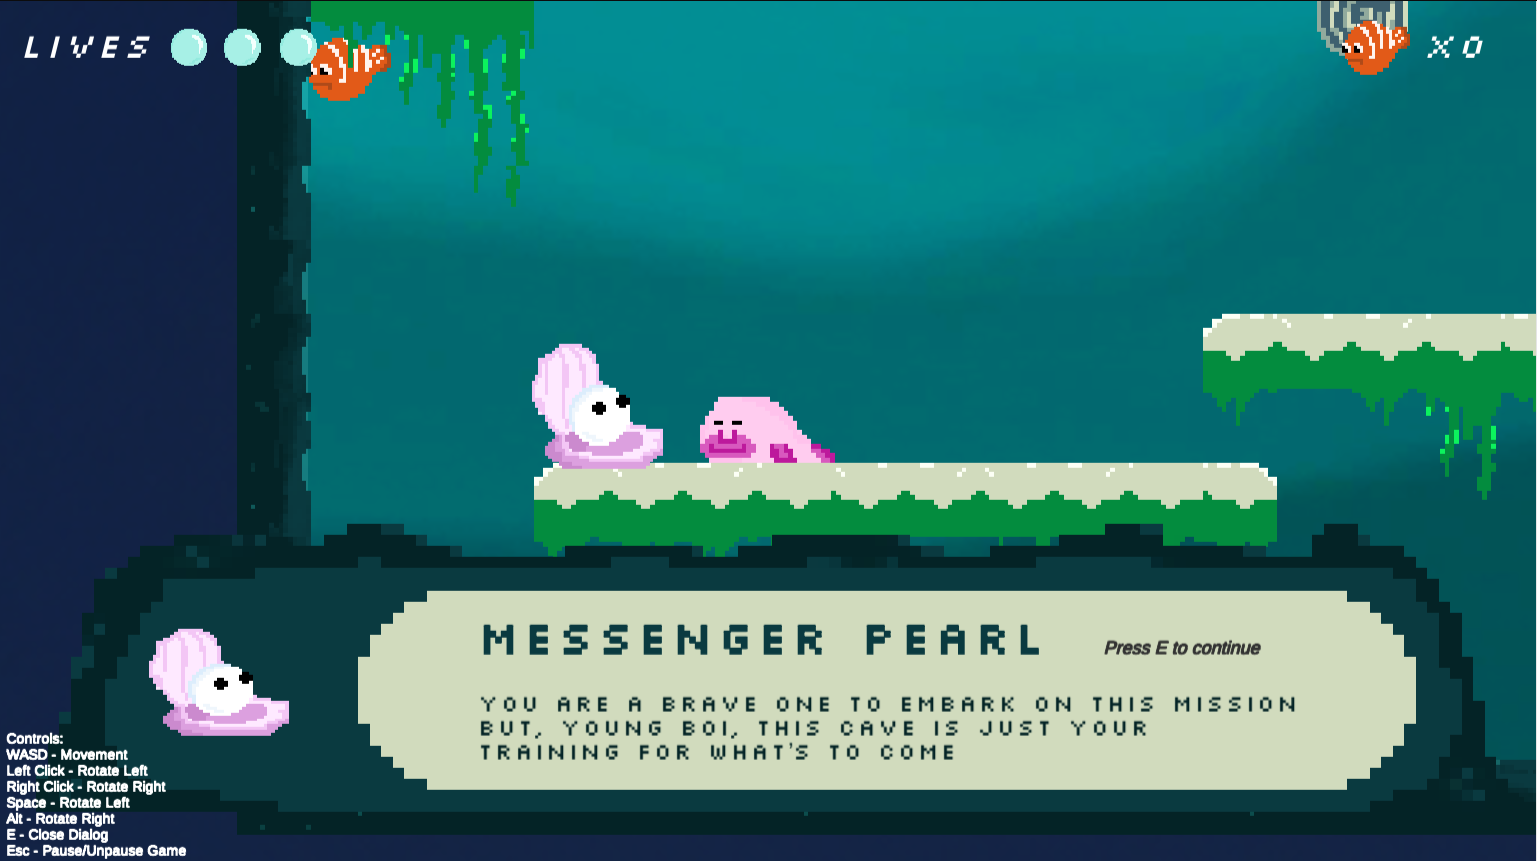 LIVES
X0
MESSENGER PEARL
Press E to continue
YOU ARE A BRAVE ONE TO EMBARK ON THIS MISSION
BUT, YOUNG BOI, THIS CAVE IS JUST YOUR
TRAINING FOR WHAT'S TO COME
Controls:
WASD - Movement
Left Click - Rotate Left
Right Click - Rotate Right
Space - Rotate Left
Alt - Rotate Right
E - Close Dialog
Esc - Pause/Unpause Game